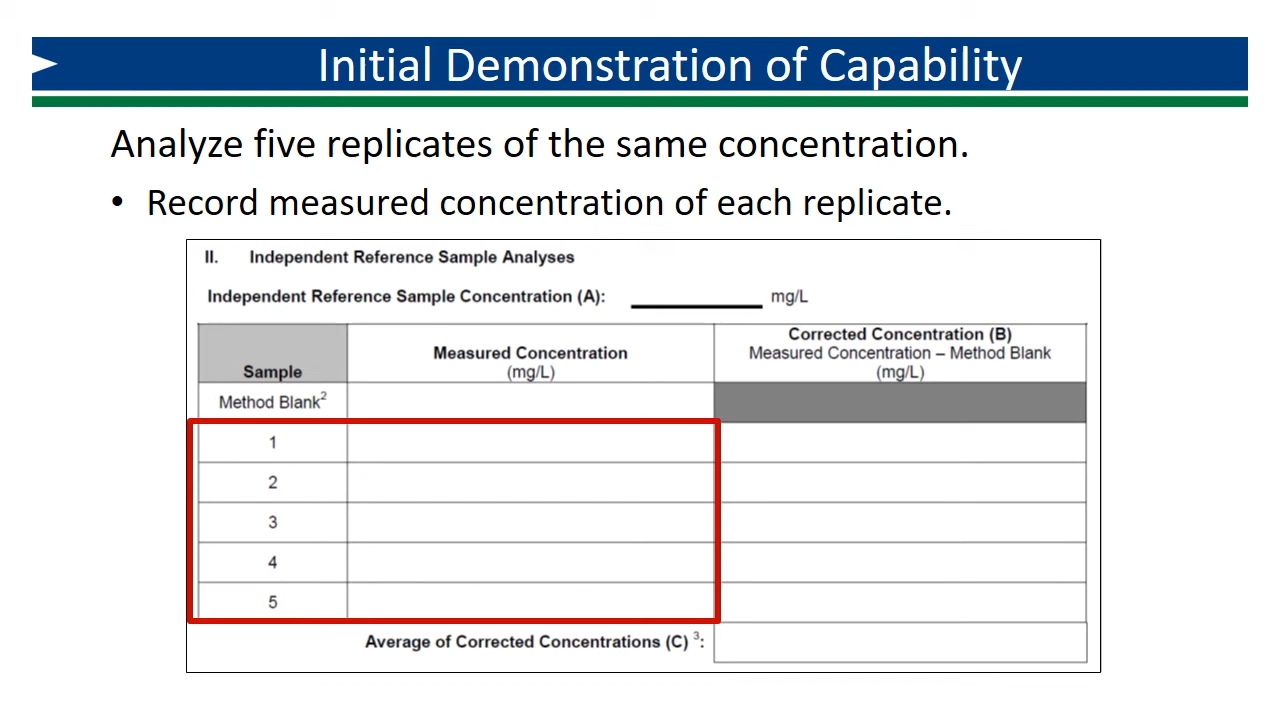 Initial Demonstration of Capability
Analyze five replicates of the same concentration.
• Record measured concentration of each replicate.
II. Independent Reference Sample Analyses
Independent Reference Sample Concentration (A): ________ mg/L
Corrected Concentration (B)
Measured Concentration Measured Concentration – Method Blank
Sample (mg/L) (mg/L)
Method Blank2
1
2
3
4
5
Average of Corrected Concentrations (C) 3: